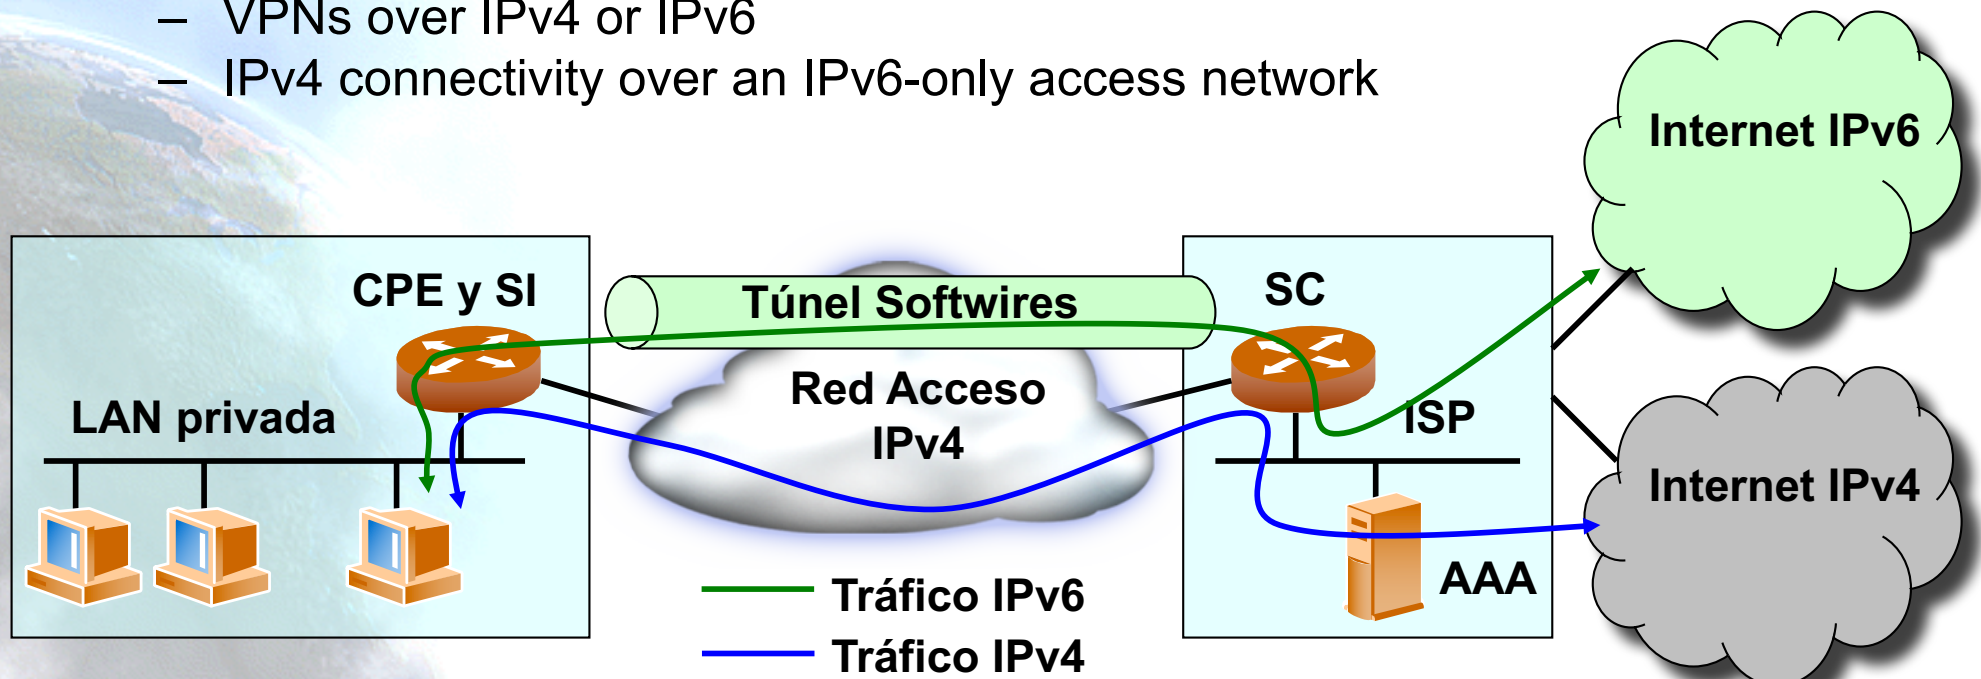 – VPNs over IPv4 or IPv6
– IPv4 connectivity over an IPv6-only access network
Internet IPv6
CPE y SI
Túnel Softwires
SC
LAN privada
Red Acceso
IPv4
ISP
Internet IPv4
AAA
Tráfico IPv6
Tráfico IPv4